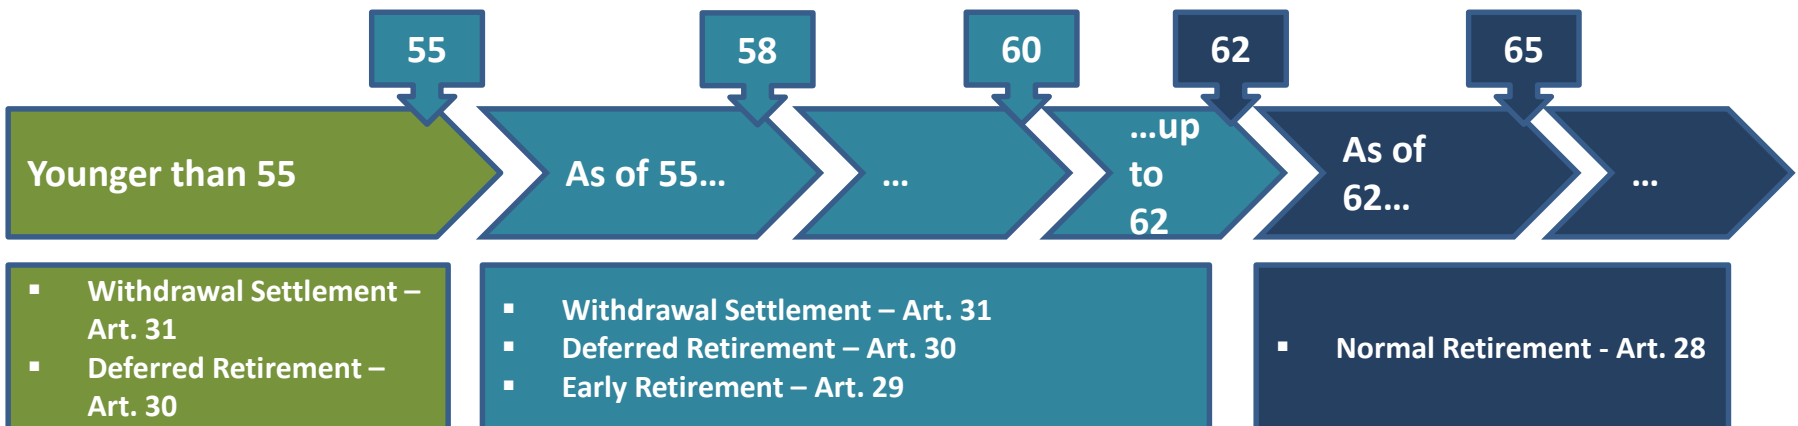 55
58
60
62
65
Younger than 55
As of 55...
...
...up
to
62
As of
62...
...
▪ Withdrawal Settlement –
Art. 31
▪ Deferred Retirement –
Art. 30
▪ Withdrawal Settlement – Art. 31
▪ Deferred Retirement – Art. 30
▪ Early Retirement – Art. 29
▪ Normal Retirement - Art. 28